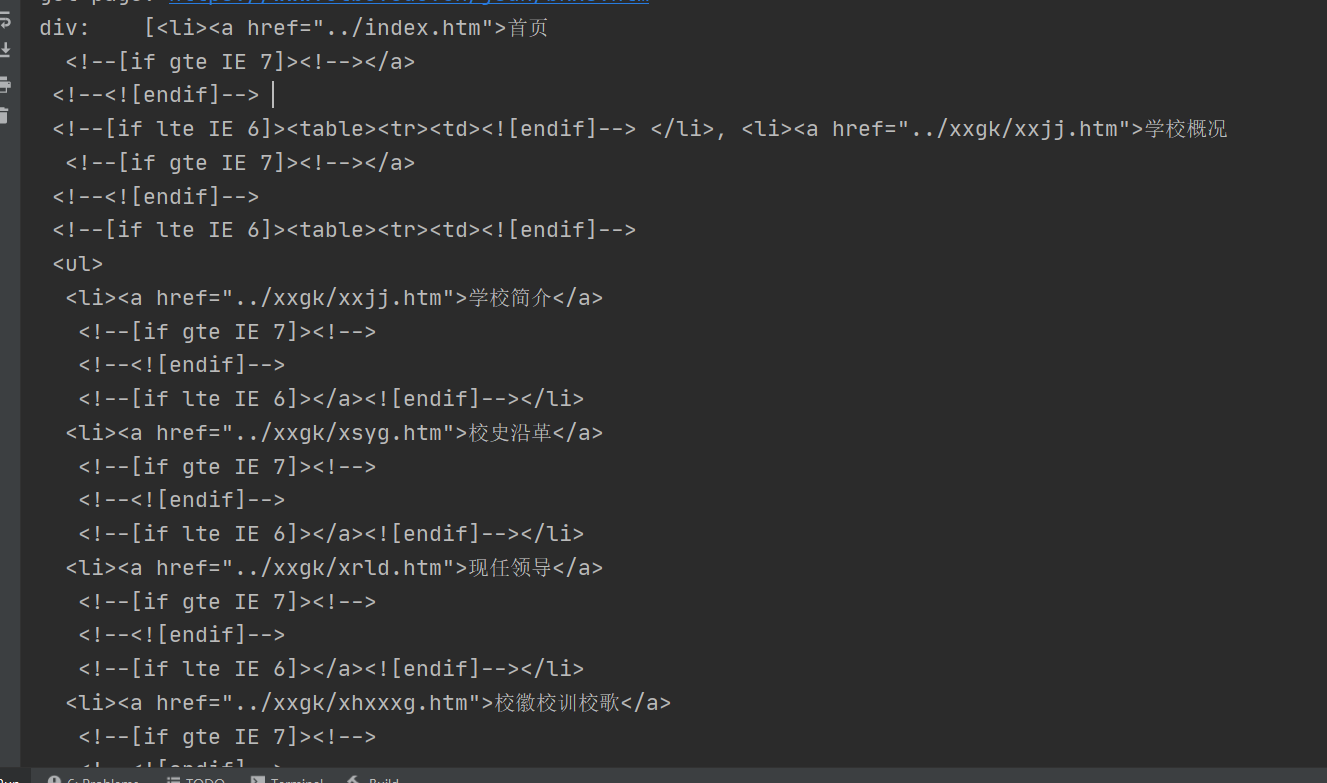 div:    [<li><a href="../index.htm">首页
  <!--[if gte IE 7]><!--></a>
 <!--<![endif]-->
 <!--[if lte IE 6]><table><tr><td><![endif]--> </li>, <li><a href="../xxgk/xxjj.htm">学校概况
  <!--[if gte IE 7]><!--></a>
 <!--<![endif]-->
 <!--[if lte IE 6]><table><tr><td><![endif]-->
 <ul>
  <li><a href="../xxgk/xxjj.htm">学校简介</a>
   <!--[if gte IE 7]><!-->
   <!--<![endif]-->
   <!--[if lte IE 6]></a><![endif]--></li>
  <li><a href="../xxgk/xsyg.htm">校史沿革</a>
   <!--[if gte IE 7]><!-->
   <!--<![endif]-->
   <!--[if lte IE 6]></a><![endif]--></li>
  <li><a href="../xxgk/xrld.htm">现任领导</a>
   <!--[if gte IE 7]><!-->
   <!--<![endif]-->
   <!--[if lte IE 6]></a><![endif]--></li>
  <li><a href="../xxgk/xhxxxg.htm">校徽校训校歌</a>
   <!--[if gte IE 7]><!-->
   <!--<![endif]-->
Problems TODO Terminal Build